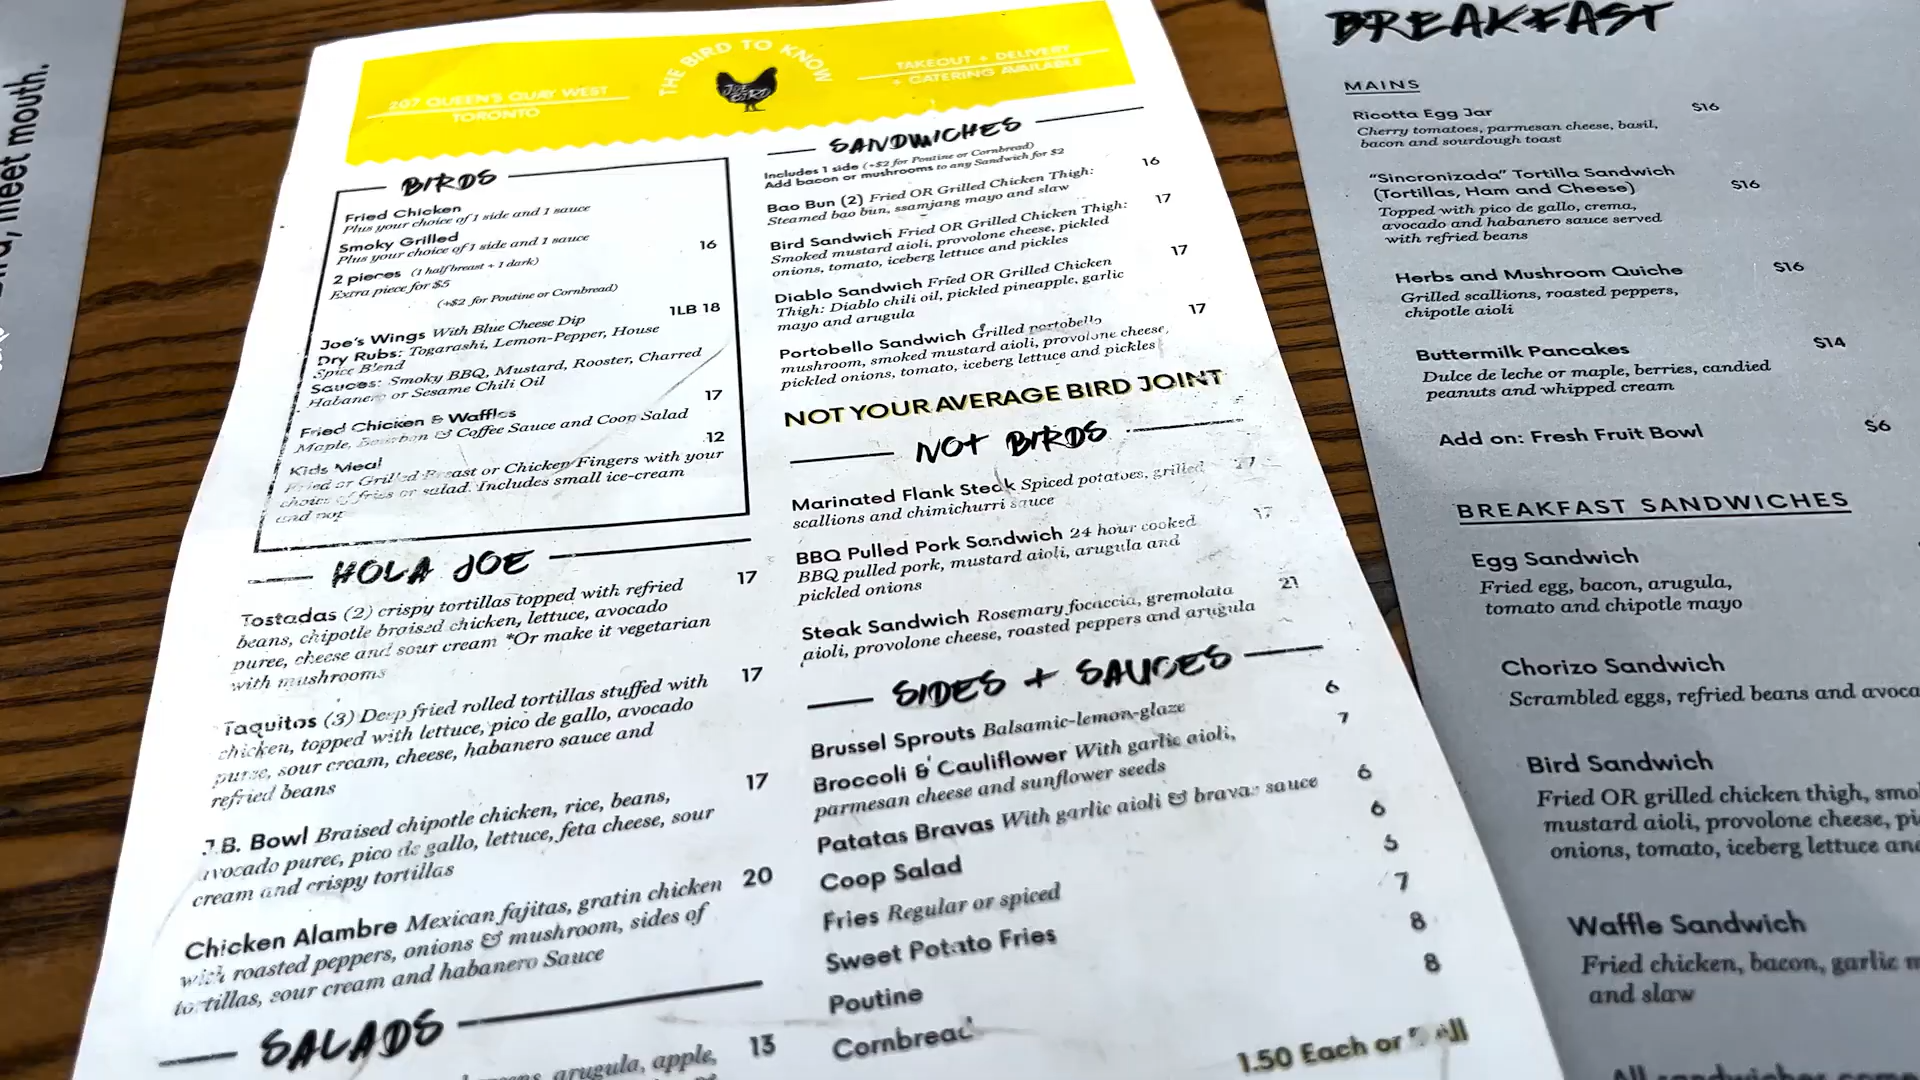 , meet mouth.
207 QUEEN'S QUAY WEST
TORONTO
THE BIRD TO KNOW
JOE BIRD
TAKEOUT + DELIVERY
+ CATERING AVAILABLE
BIRDS
Fried Chicken
Plus your choice of 1 side and 1 sauce
Smoky Grilled
Plus your choice of 1 side and 1 sauce
2 pieces (1 half breast + 1 dark) 16
Extra piece for $5
(+$2 for Poutine or Cornbread)
Joe's Wings With Blue Cheese Dip 1LB 18
Dry Rubs: Togarashi, Lemon-Pepper, House
Spice Blend
Sauces: Smoky BBQ, Mustard, Rooster, Charred
Habanero or Sesame Chili Oil
Fried Chicken & Waffles 17
Maple, Bourbon & Coffee Sauce and Coop Salad
Kids Meal 12
Fried or Grilled Breast or Chicken Fingers with your
choice of fries or salad. Includes small ice-cream
and pop
HOLA JOE
Tostadas (2) crispy tortillas topped with refried 17
beans, chipotle braised chicken, lettuce, avocado
puree, cheese and sour cream *Or make it vegetarian
with mushrooms
Taquitos (3) Deep fried rolled tortillas stuffed with 17
chicken, topped with lettuce, pico de gallo, avocado
puree, sour cream, cheese, habanero sauce and
refried beans
J.B. Bowl Braised chipotle chicken, rice, beans, 17
avocado puree, pico de gallo, lettuce, feta cheese, sour
cream and crispy tortillas
Chicken Alambre Mexican fajitas, gratin chicken 20
with roasted peppers, onions & mushroom, sides of
tortillas, sour cream and habanero Sauce
SALADS
arugula, apple, 13
SANDWICHES
Includes 1 side (+$2 for Poutine or Cornbread)
Add bacon or mushrooms to any Sandwich for $2
Bao Bun (2) Fried OR Grilled Chicken Thigh: 16
Steamed bao bun, ssamjang mayo and slaw
Bird Sandwich Fried OR Grilled Chicken Thigh: 17
Smoked mustard aioli, provolone cheese, pickled
onions, tomato, iceberg lettuce and pickles
Diablo Sandwich Fried OR Grilled Chicken 17
Thigh: Diablo chili oil, pickled pineapple, garlic
mayo and arugula
Portobello Sandwich Grilled portobello 17
mushroom, smoked mustard aioli, provolone cheese,
pickled onions, tomato, iceberg lettuce and pickles
NOT YOUR AVERAGE BIRD JOINT
NOT BIRDS
Marinated Flank Steak Spiced potatoes, grilled 27
scallions and chimichurri sauce
BBQ Pulled Pork Sandwich 24 hour cooked 17
BBQ pulled pork, mustard aioli, arugula and
pickled onions
Steak Sandwich Rosemary focaccia, gremolata 21
aioli, provolone cheese, roasted peppers and arugula
SIDES + SAUCES
Brussel Sprouts Balsamic-lemon-glaze 6
Broccoli & Cauliflower With garlic aioli, 7
parmesan cheese and sunflower seeds
Patatas Bravas With garlic aioli & bravas sauce 6
Coop Salad 6
Fries Regular or spiced 6
Sweet Potato Fries 7
Poutine 8
Cornbread 8
1.50 Each or
BREAKFAST
MAINS
Ricotta Egg Jar $16
Cherry tomatoes, parmesan cheese, basil,
bacon and sourdough toast
"Sincronizada" Tortilla Sandwich
(Tortillas, Ham and Cheese) $16
Topped with pico de gallo, crema,
avocado and habanero sauce served
with refried beans
Herbs and Mushroom Quiche $16
Grilled scallions, roasted peppers,
chipotle aioli
Buttermilk Pancakes $14
Dulce de leche or maple, berries, candied
peanuts and whipped cream
Add on: Fresh Fruit Bowl $6
BREAKFAST SANDWICHES
Egg Sandwich
Fried egg, bacon, arugula,
tomato and chipotle mayo
Chorizo Sandwich
Scrambled eggs, refried beans and avoca
Bird Sandwich
Fried OR grilled chicken thigh, smo
mustard aioli, provolone cheese, pi
onions, tomato, iceberg lettuce an
Waffle Sandwich
Fried chicken, bacon, garlic m
and slaw